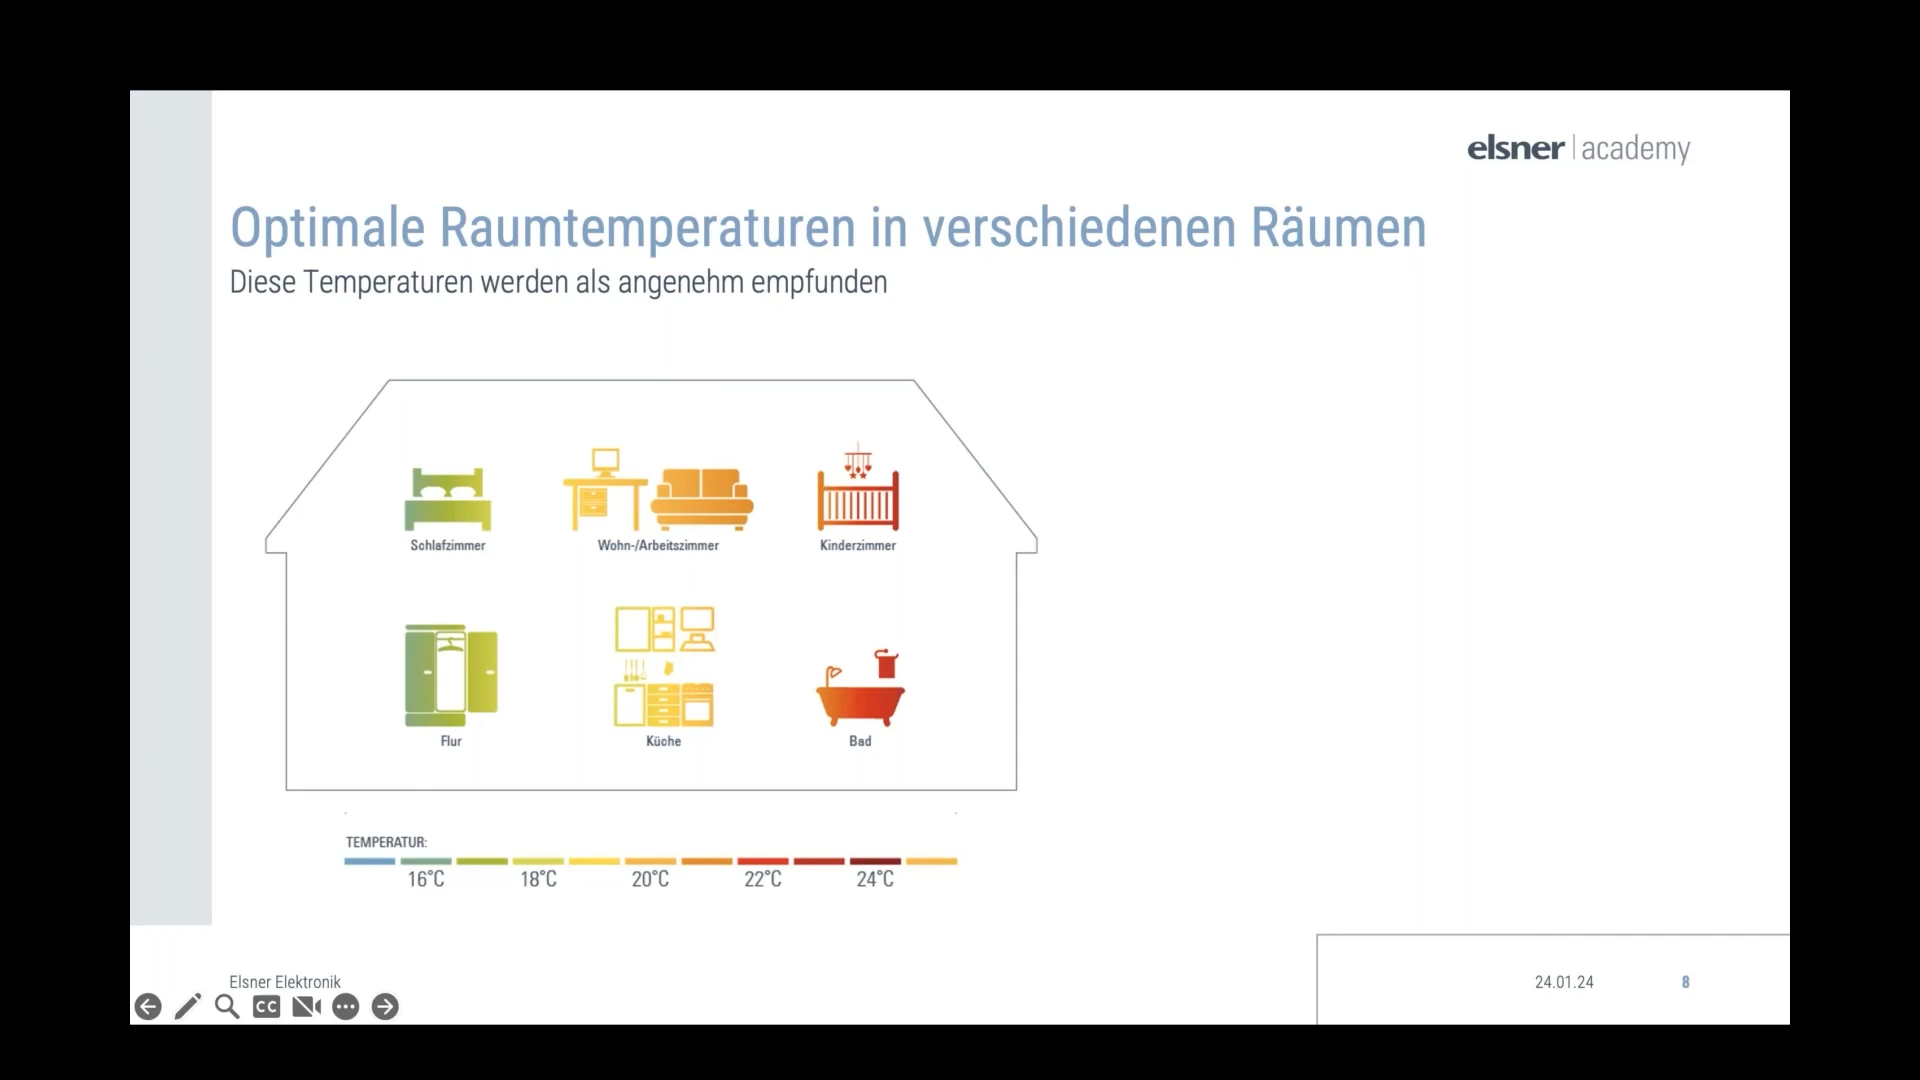 elsner | academy
Optimale Raumtemperaturen in verschiedenen Räumen
Diese Temperaturen werden als angenehm empfunden
Schlafzimmer
Wohn-/Arbeitszimmer
Kinderzimmer
Flur
Küche
Bad
TEMPERATUR:
16°C 18°C 20°C 22°C 24°C
Elsner Elektronik
24.01.24
8
CC